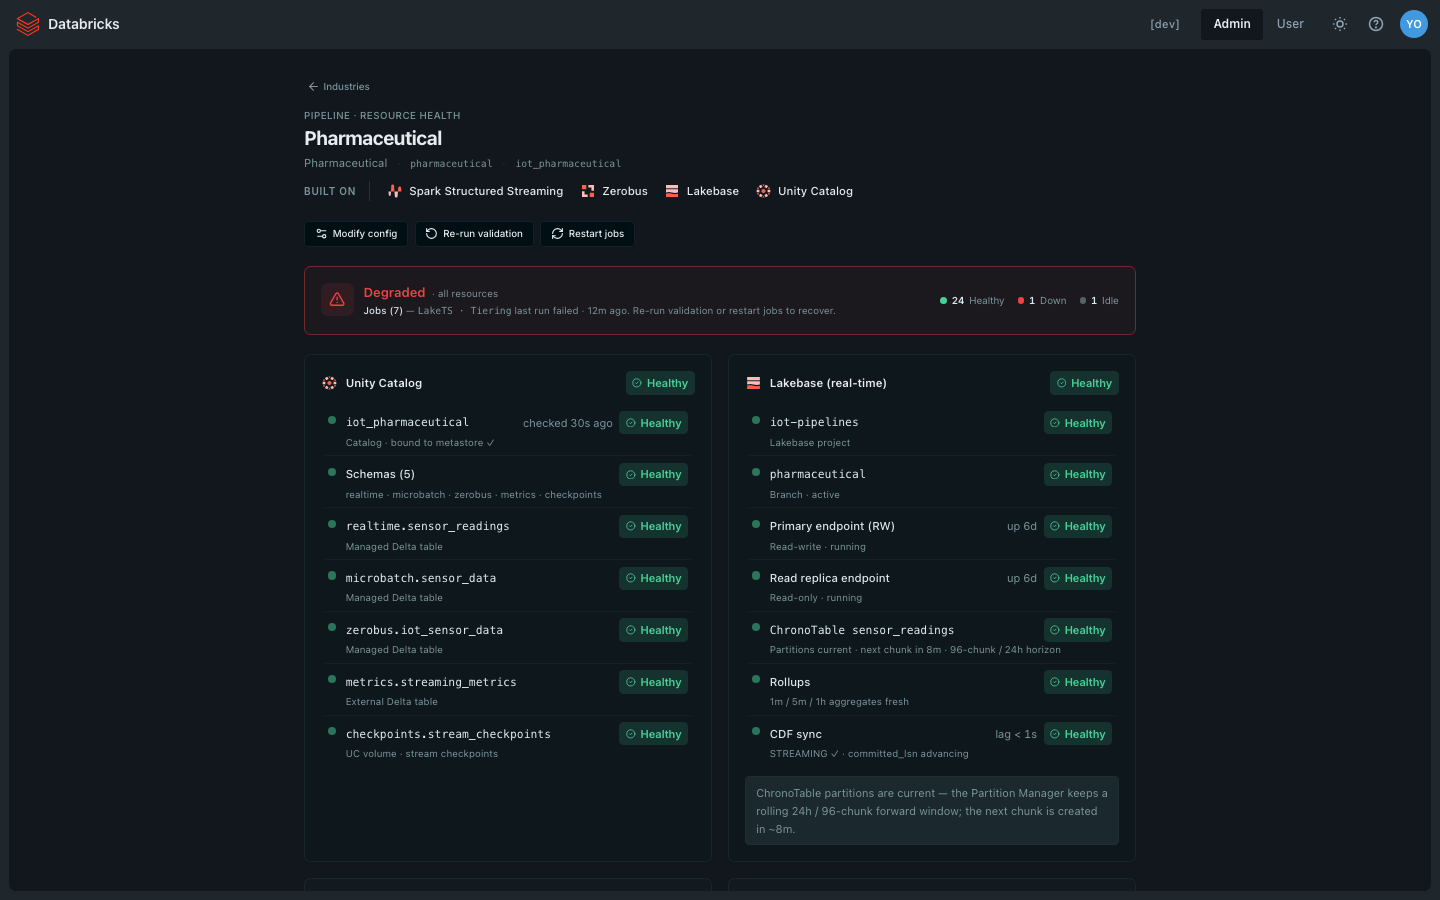 Databricks
[dev]
Admin
User
YO
Industries
PIPELINE · RESOURCE HEALTH
Pharmaceutical
Pharmaceutical · pharmaceutical · iot_pharmaceutical
BUILT ON
Spark Structured Streaming
Zerobus
Lakebase
Unity Catalog
Modify config
Re-run validation
Restart jobs
Degraded · all resources
Jobs (7) — LakeTS · Tiering last run failed · 12m ago. Re-run validation or restart jobs to recover.
24 Healthy
1 Down
1 Idle
Unity Catalog
Healthy
iot_pharmaceutical
checked 30s ago
Healthy
Catalog · bound to metastore ✓
Schemas (5)
Healthy
realtime · microbatch · zerobus · metrics · checkpoints
realtime.sensor_readings
Healthy
Managed Delta table
microbatch.sensor_data
Healthy
Managed Delta table
zerobus.iot_sensor_data
Healthy
Managed Delta table
metrics.streaming_metrics
Healthy
External Delta table
checkpoints.stream_checkpoints
Healthy
UC volume · stream checkpoints
Lakebase (real-time)
Healthy
iot-pipelines
Healthy
Lakebase project
pharmaceutical
Healthy
Branch · active
Primary endpoint (RW)
up 6d
Healthy
Read-write · running
Read replica endpoint
up 6d
Healthy
Read-only · running
ChronoTable sensor_readings
Healthy
Partitions current · next chunk in 8m · 96-chunk / 24h horizon
Rollups
Healthy
1m / 5m / 1h aggregates fresh
CDF sync
lag < 1s
Healthy
STREAMING ✓ · committed_lsn advancing
ChronoTable partitions are current — the Partition Manager keeps a
rolling 24h / 96-chunk forward window; the next chunk is created
in ~8m.